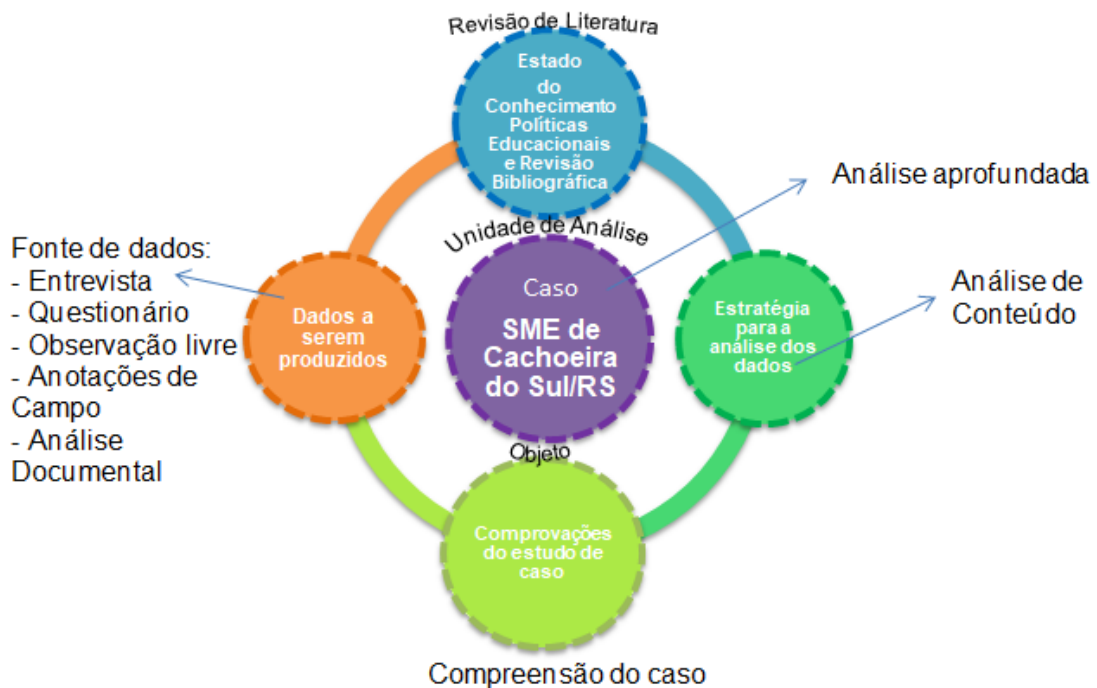 Revisão de Literatura
Estado
do
Conhecimento
Políticas
Educacionais
e Revisão
Bibliográfica
Análise aprofundada
Unidade de Análise
Caso
SME de
Cachoeira
do Sul/RS
Fonte de dados:
- Entrevista
- Questionário
- Observação livre
- Anotações de
Campo
- Análise
Documental
Dados a
serem
produzidos
Estratégia
para a
análise dos
dados
Análise de
Conteúdo
Objeto
Comprovações
do estudo de
caso
Compreensão do caso